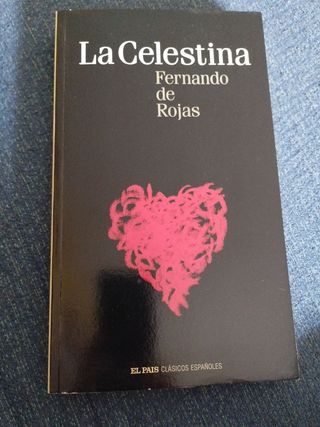 La Celestina
Fernando
de
Rojas
EL PAIS CLÁSICOS ESPAÑOLES